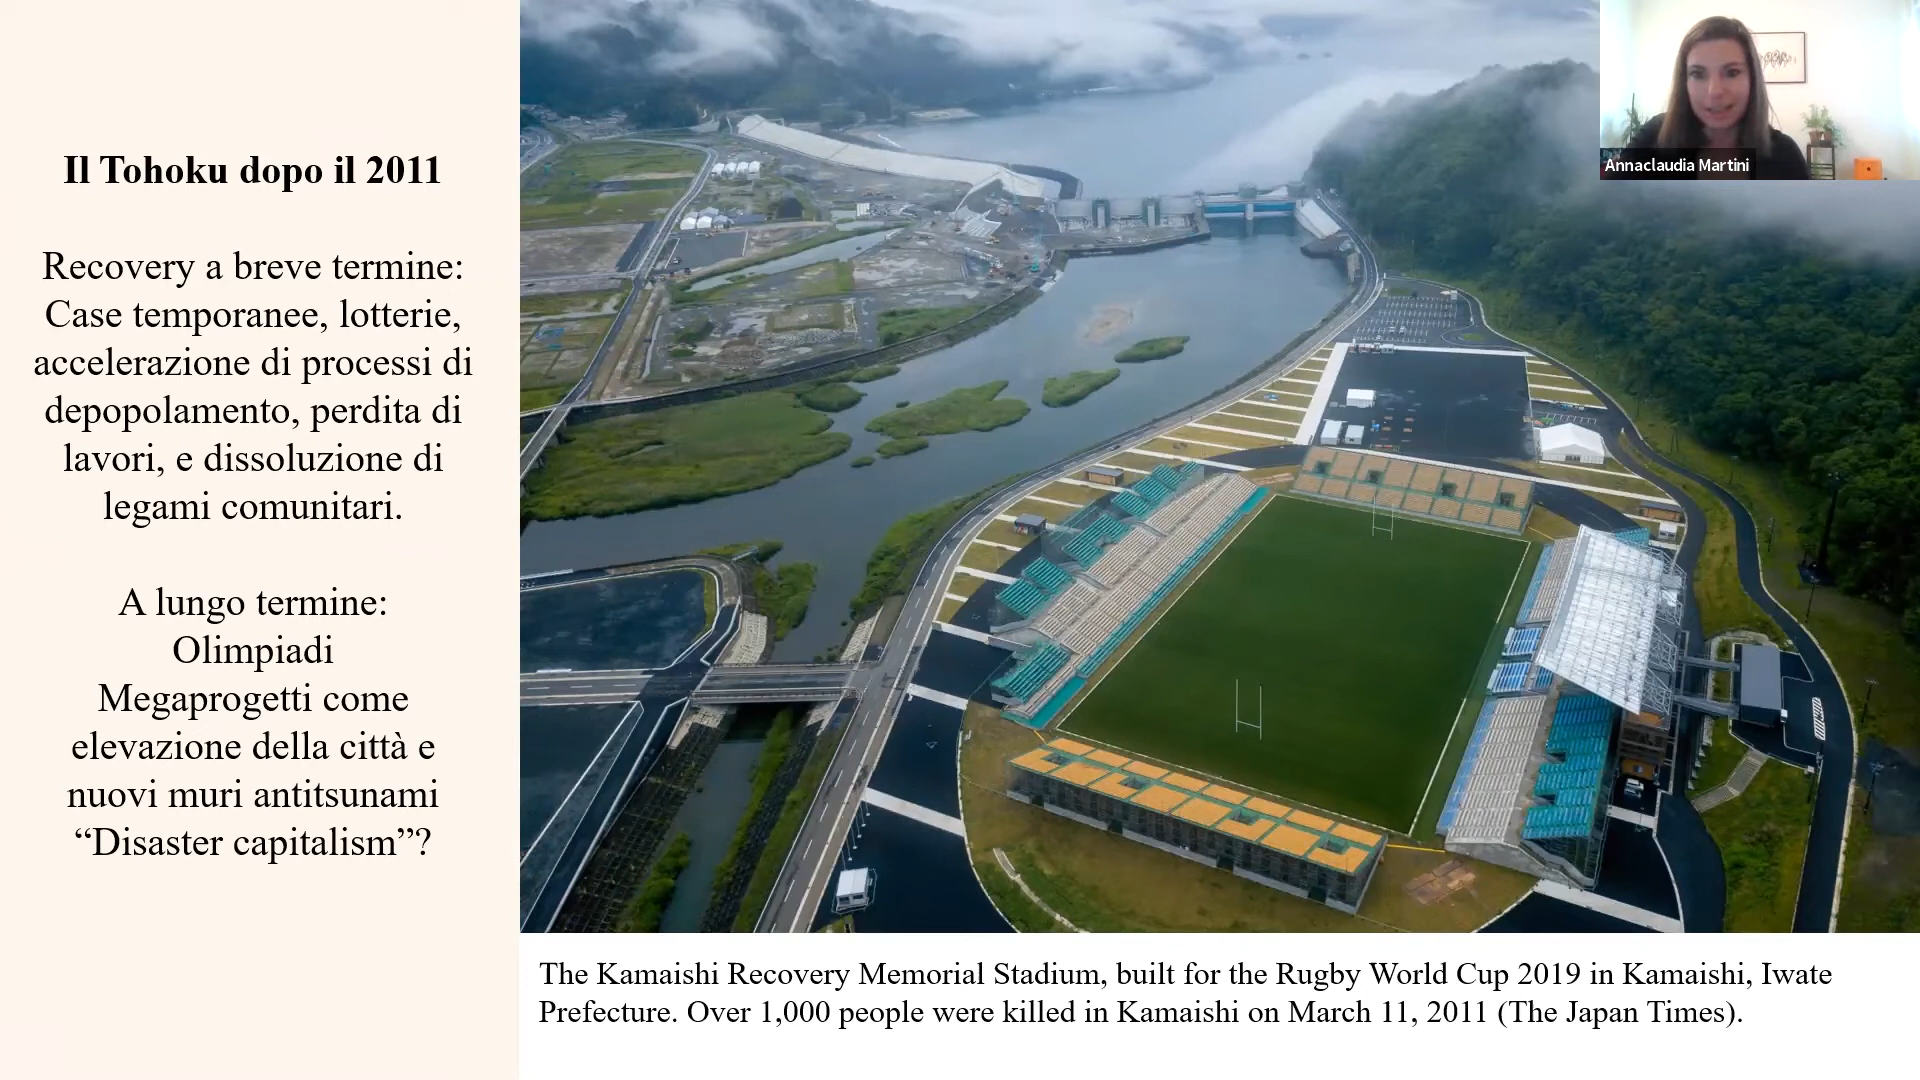 Il Tohoku dopo il 2011
Recovery a breve termine:
Case temporanee, lotterie,
accelerazione di processi di
depopolamento, perdita di
lavori, e dissoluzione di
legami comunitari.
A lungo termine:
Olimpiadi
Megaprogetti come
elevazione della città e
nuovi muri antitsunami
“Disaster capitalism”?
Annaclaudia Martini
The Kamaishi Recovery Memorial Stadium, built for the Rugby World Cup 2019 in Kamaishi, Iwate
Prefecture. Over 1,000 people were killed in Kamaishi on March 11, 2011 (The Japan Times).